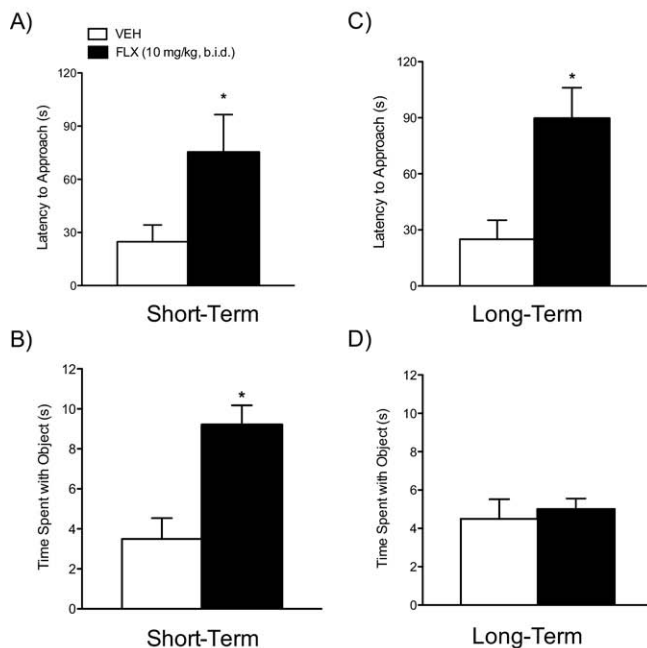 A)
VEH
FLX (10 mg/kg, b.i.d.)
Latency to Approach (s)
120
90
60
30
0
*
Short-Term
C)
Latency to Approach (s)
120
90
60
30
0
*
Long-Term
B)
Time Spent with Object (s)
12
10
8
6
4
2
0
*
Short-Term
D)
Time Spent with Object (s)
12
10
8
6
4
2
0
Long-Term